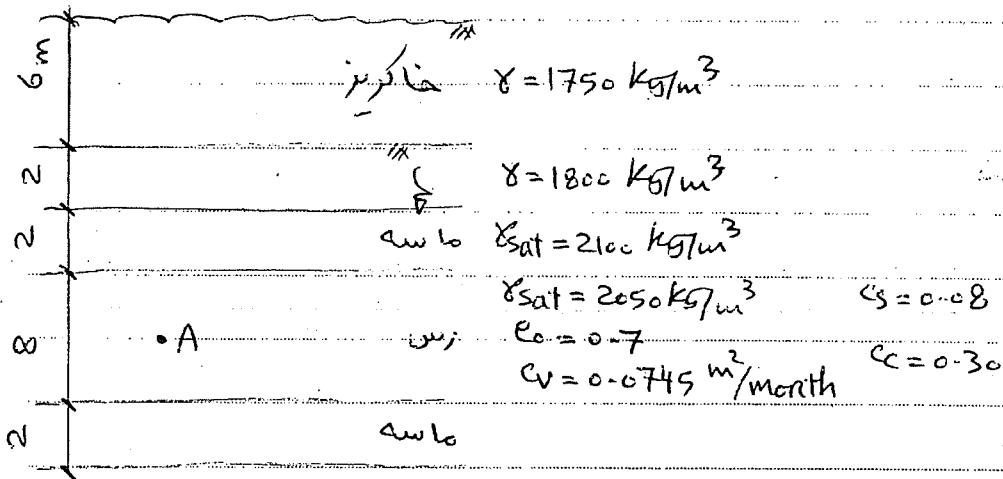 6m خاکریز γ = 1750 kg/m³
2 γ = 1800 kg/m³
2 ماسه γsat = 2100 kg/m³
8 γsat = 2050 kg/m³ Cs = 0.08
• A رس e₀ = 0.7 Cc = 0.30
Cv = 0.0745 m²/month
2 ماسه